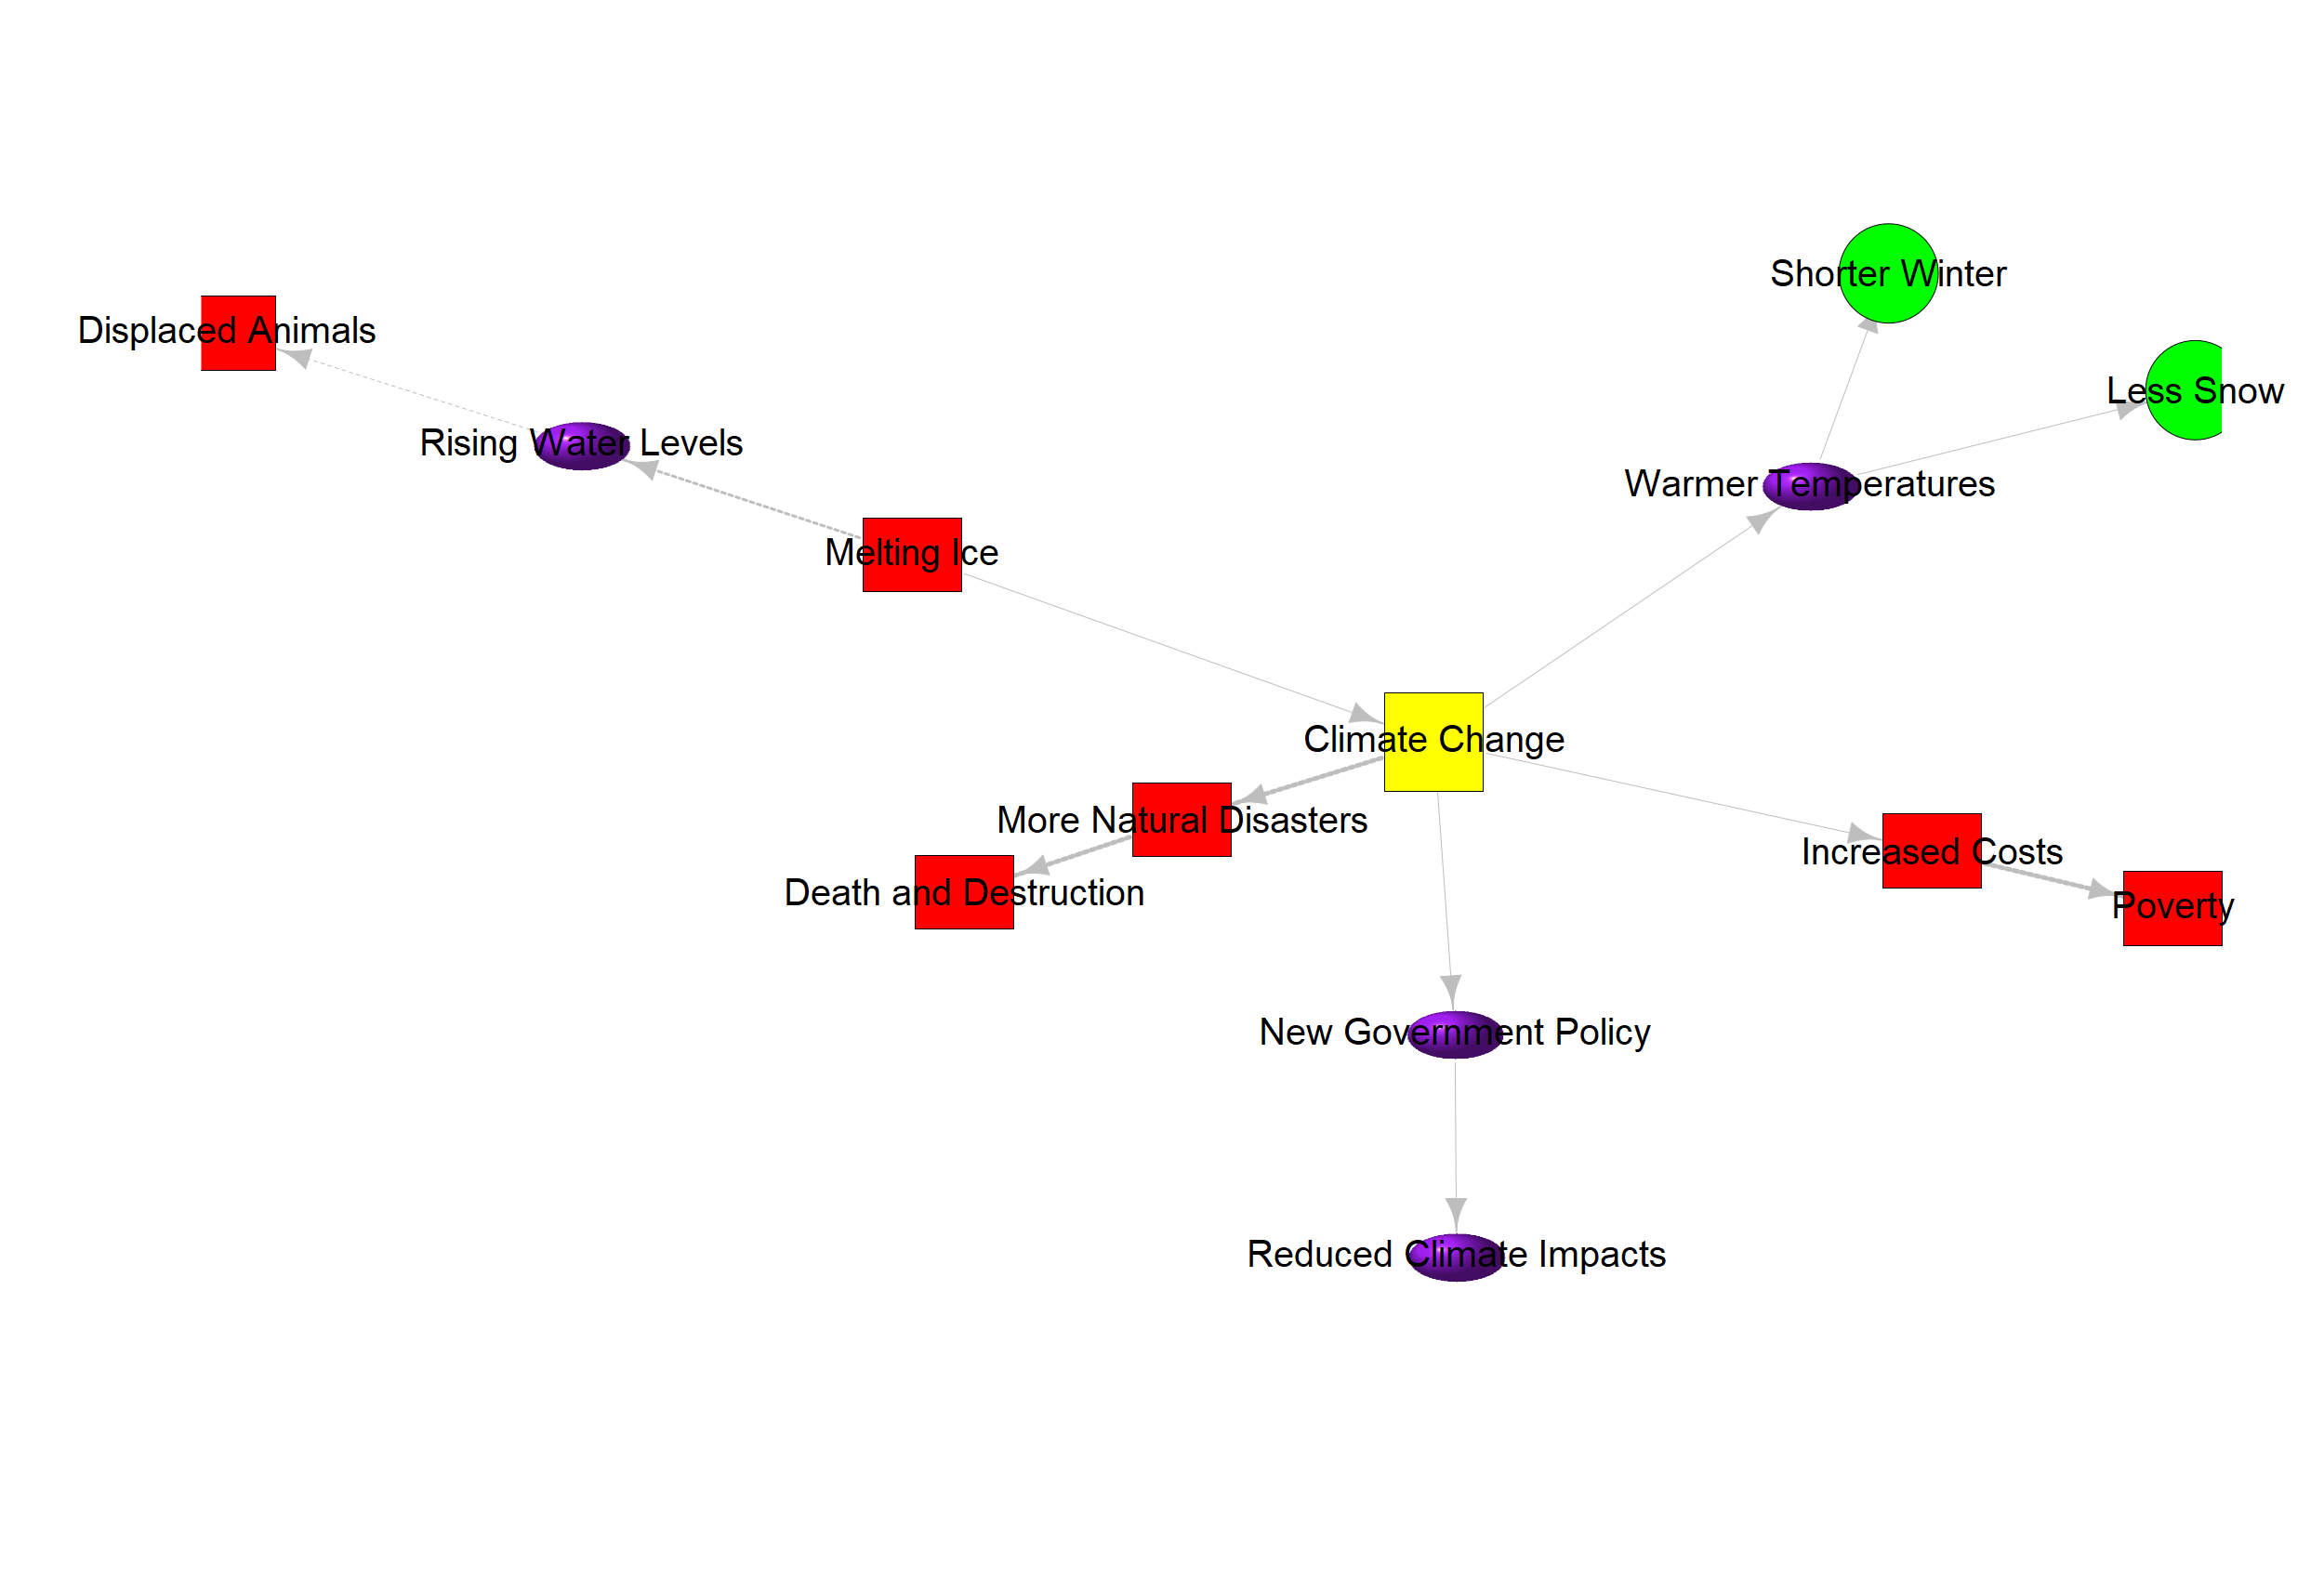 Shorter Winter
Displaced Animals
Less Snow
Rising Water Levels
Warmer Temperatures
Melting Ice
Climate Change
More Natural Disasters
Increased Costs
Death and Destruction
Poverty
New Government Policy
Reduced Climate Impacts